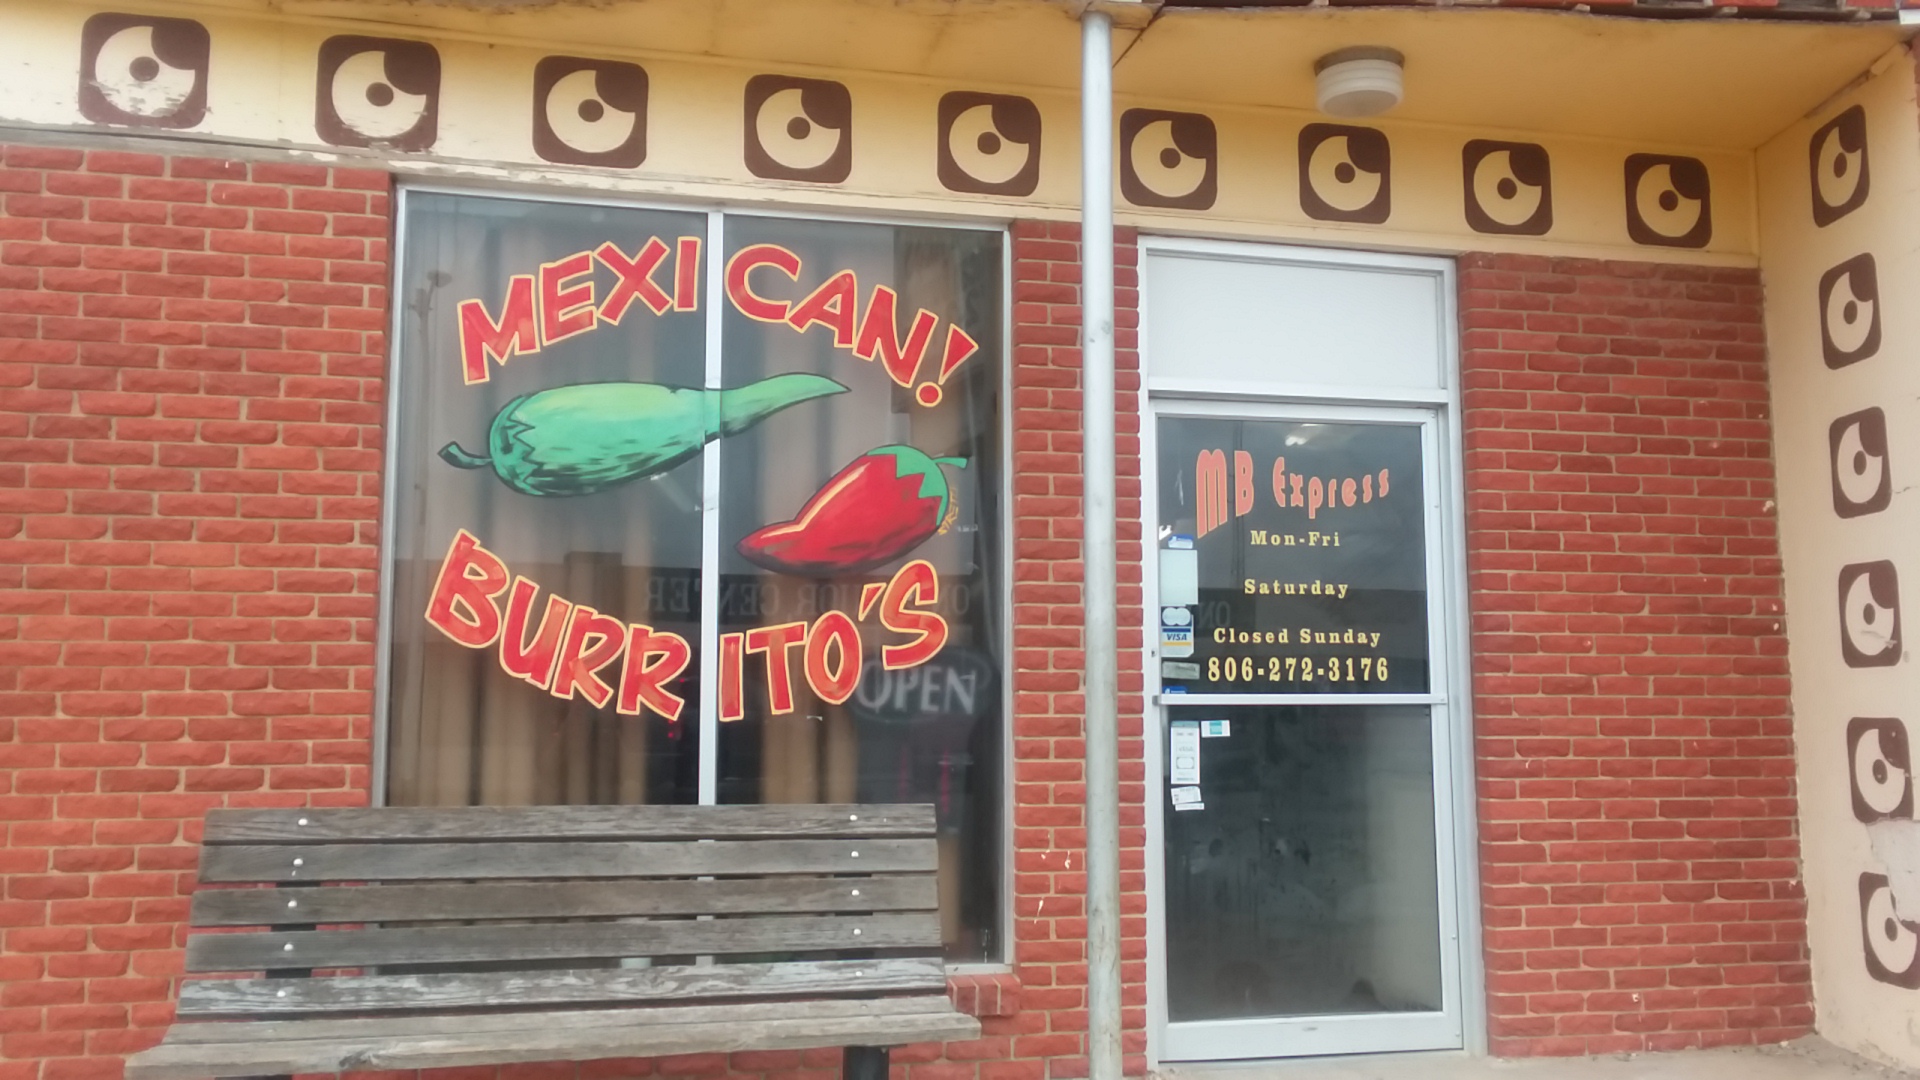 MEXICAN!
BURRITO'S
OPEN
MB Express
Mon-Fri
Saturday
Closed Sunday
806-272-3176
VISA